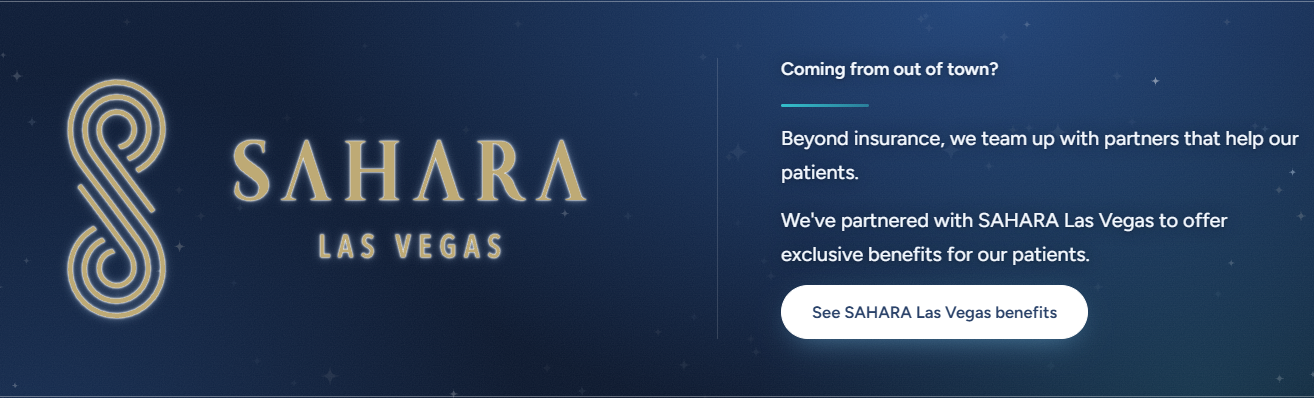 SAHARA
LAS VEGAS
Coming from out of town?
Beyond insurance, we team up with partners that help our
patients.
We've partnered with SAHARA Las Vegas to offer
exclusive benefits for our patients.
See SAHARA Las Vegas benefits